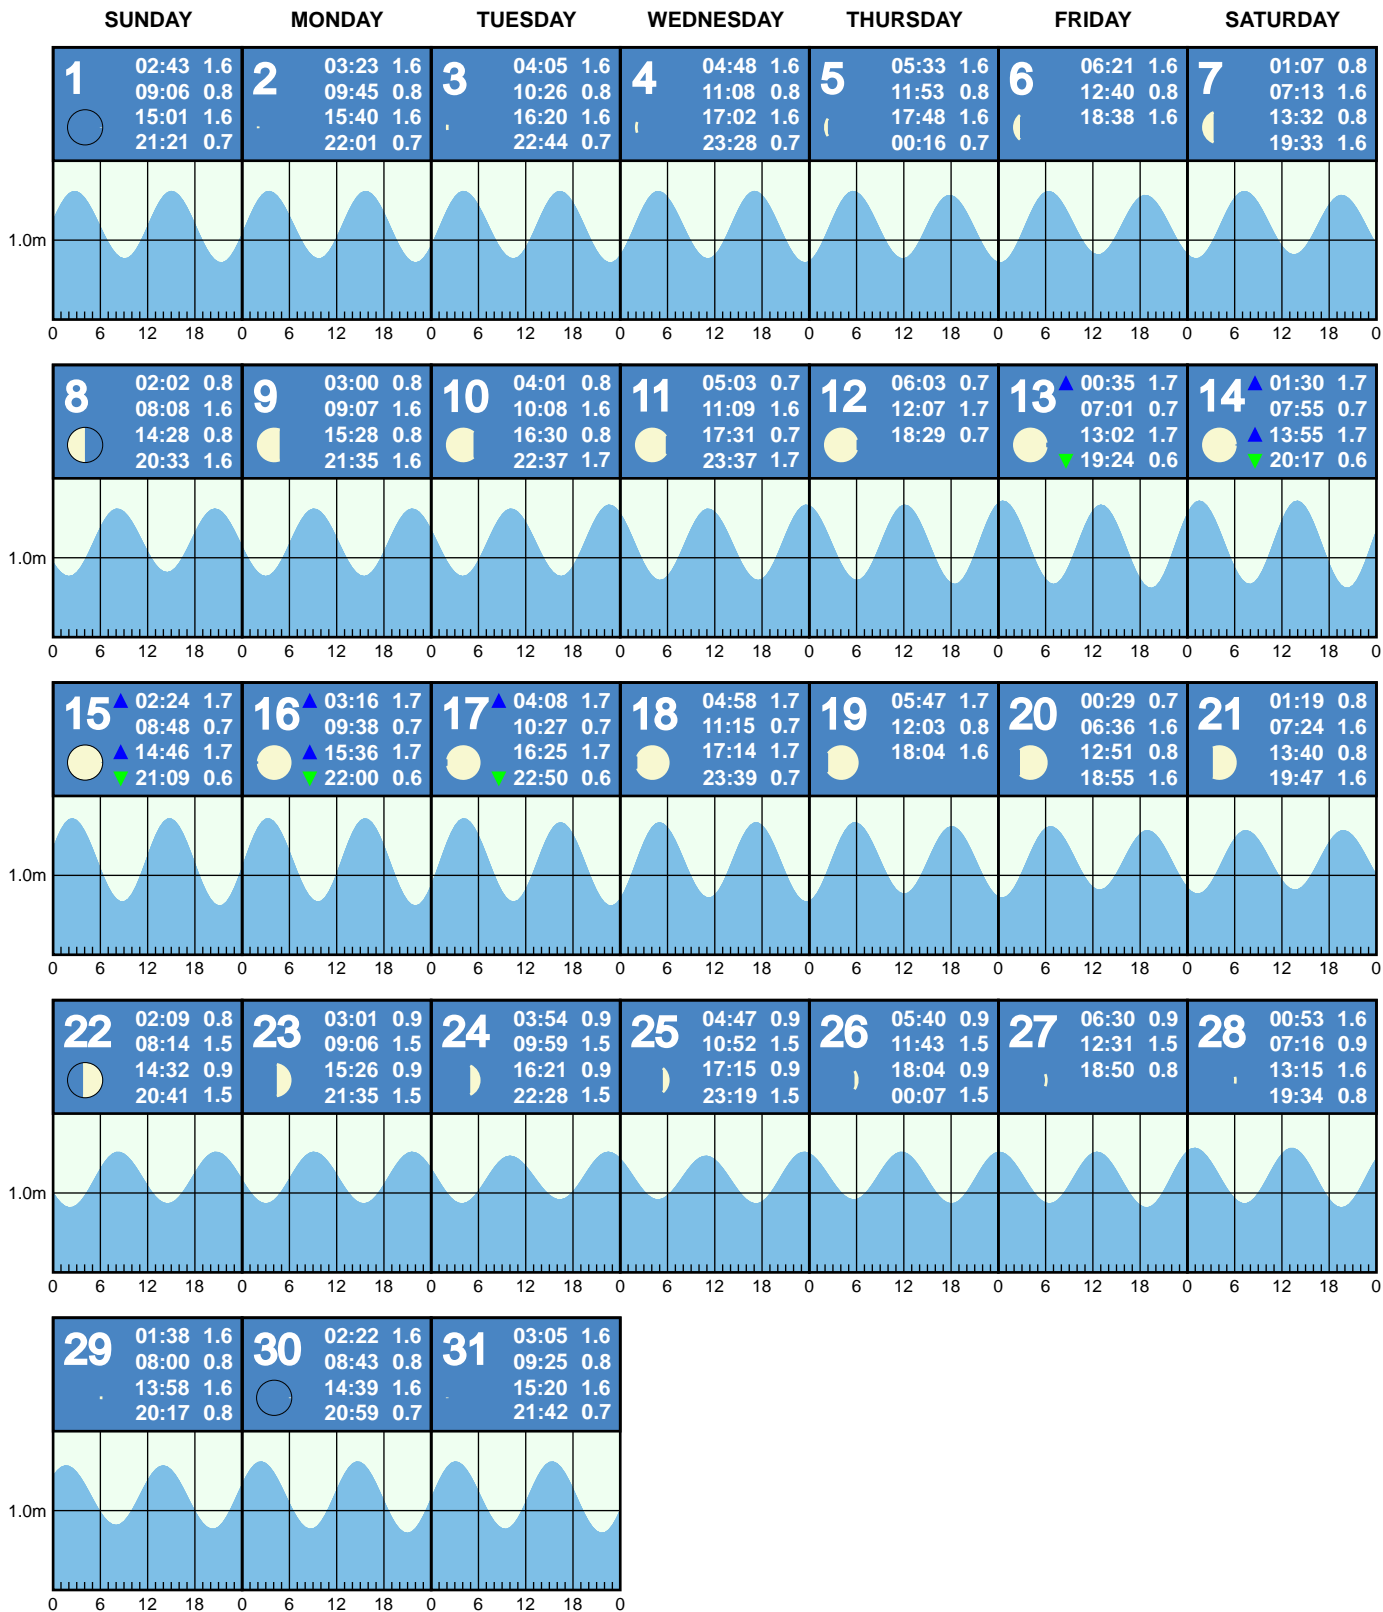 SUNDAY MONDAY TUESDAY WEDNESDAY THURSDAY FRIDAY SATURDAY
1 02:43 1.6
09:06 0.8
15:01 1.6
21:21 0.7
2 03:23 1.6
09:45 0.8
15:40 1.6
22:01 0.7
3 04:05 1.6
10:26 0.8
16:20 1.6
22:44 0.7
4 04:48 1.6
11:08 0.8
17:02 1.6
23:28 0.7
5 05:33 1.6
11:53 0.8
17:48 1.6
00:16 0.7
6 06:21 1.6
12:40 0.8
18:38 1.6
7 01:07 0.8
07:13 1.6
13:32 0.8
19:33 1.6
1.0m
0 6 12 18 0 6 12 18 0 6 12 18 0 6 12 18 0 6 12 18 0 6 12 18 0 6 12 18 0
8 02:02 0.8
08:08 1.6
14:28 0.8
20:33 1.6
9 03:00 0.8
09:07 1.6
15:28 0.8
21:35 1.6
10 04:01 0.8
10:08 1.6
16:30 0.8
22:37 1.7
11 05:03 0.7
11:09 1.6
17:31 0.7
23:37 1.7
12 06:03 0.7
12:07 1.7
18:29 0.7
13 00:35 1.7
07:01 0.7
13:02 1.7
19:24 0.6
14 01:30 1.7
07:55 0.7
13:55 1.7
20:17 0.6
1.0m
0 6 12 18 0 6 12 18 0 6 12 18 0 6 12 18 0 6 12 18 0 6 12 18 0 6 12 18 0
15 02:24 1.7
08:48 0.7
14:46 1.7
21:09 0.6
16 03:16 1.7
09:38 0.7
15:36 1.7
22:00 0.6
17 04:08 1.7
10:27 0.7
16:25 1.7
22:50 0.6
18 04:58 1.7
11:15 0.7
17:14 1.7
23:39 0.7
19 05:47 1.7
12:03 0.8
18:04 1.6
20 00:29 0.7
06:36 1.6
12:51 0.8
18:55 1.6
21 01:19 0.8
07:24 1.6
13:40 0.8
19:47 1.6
1.0m
0 6 12 18 0 6 12 18 0 6 12 18 0 6 12 18 0 6 12 18 0 6 12 18 0 6 12 18 0
22 02:09 0.8
08:14 1.5
14:32 0.9
20:41 1.5
23 03:01 0.9
09:06 1.5
15:26 0.9
21:35 1.5
24 03:54 0.9
09:59 1.5
16:21 0.9
22:28 1.5
25 04:47 0.9
10:52 1.5
17:15 0.9
23:19 1.5
26 05:40 0.9
11:43 1.5
18:04 0.9
00:07 1.5
27 06:30 0.9
12:31 1.5
18:50 0.8
28 00:53 1.6
07:16 0.9
13:15 1.6
19:34 0.8
1.0m
0 6 12 18 0 6 12 18 0 6 12 18 0 6 12 18 0 6 12 18 0 6 12 18 0 6 12 18 0
29 01:38 1.6
08:00 0.8
13:58 1.6
20:17 0.8
30 02:22 1.6
08:43 0.8
14:39 1.6
20:59 0.7
31 03:05 1.6
09:25 0.8
15:20 1.6
21:42 0.7
1.0m
0 6 12 18 0 6 12 18 0 6 12 18 0